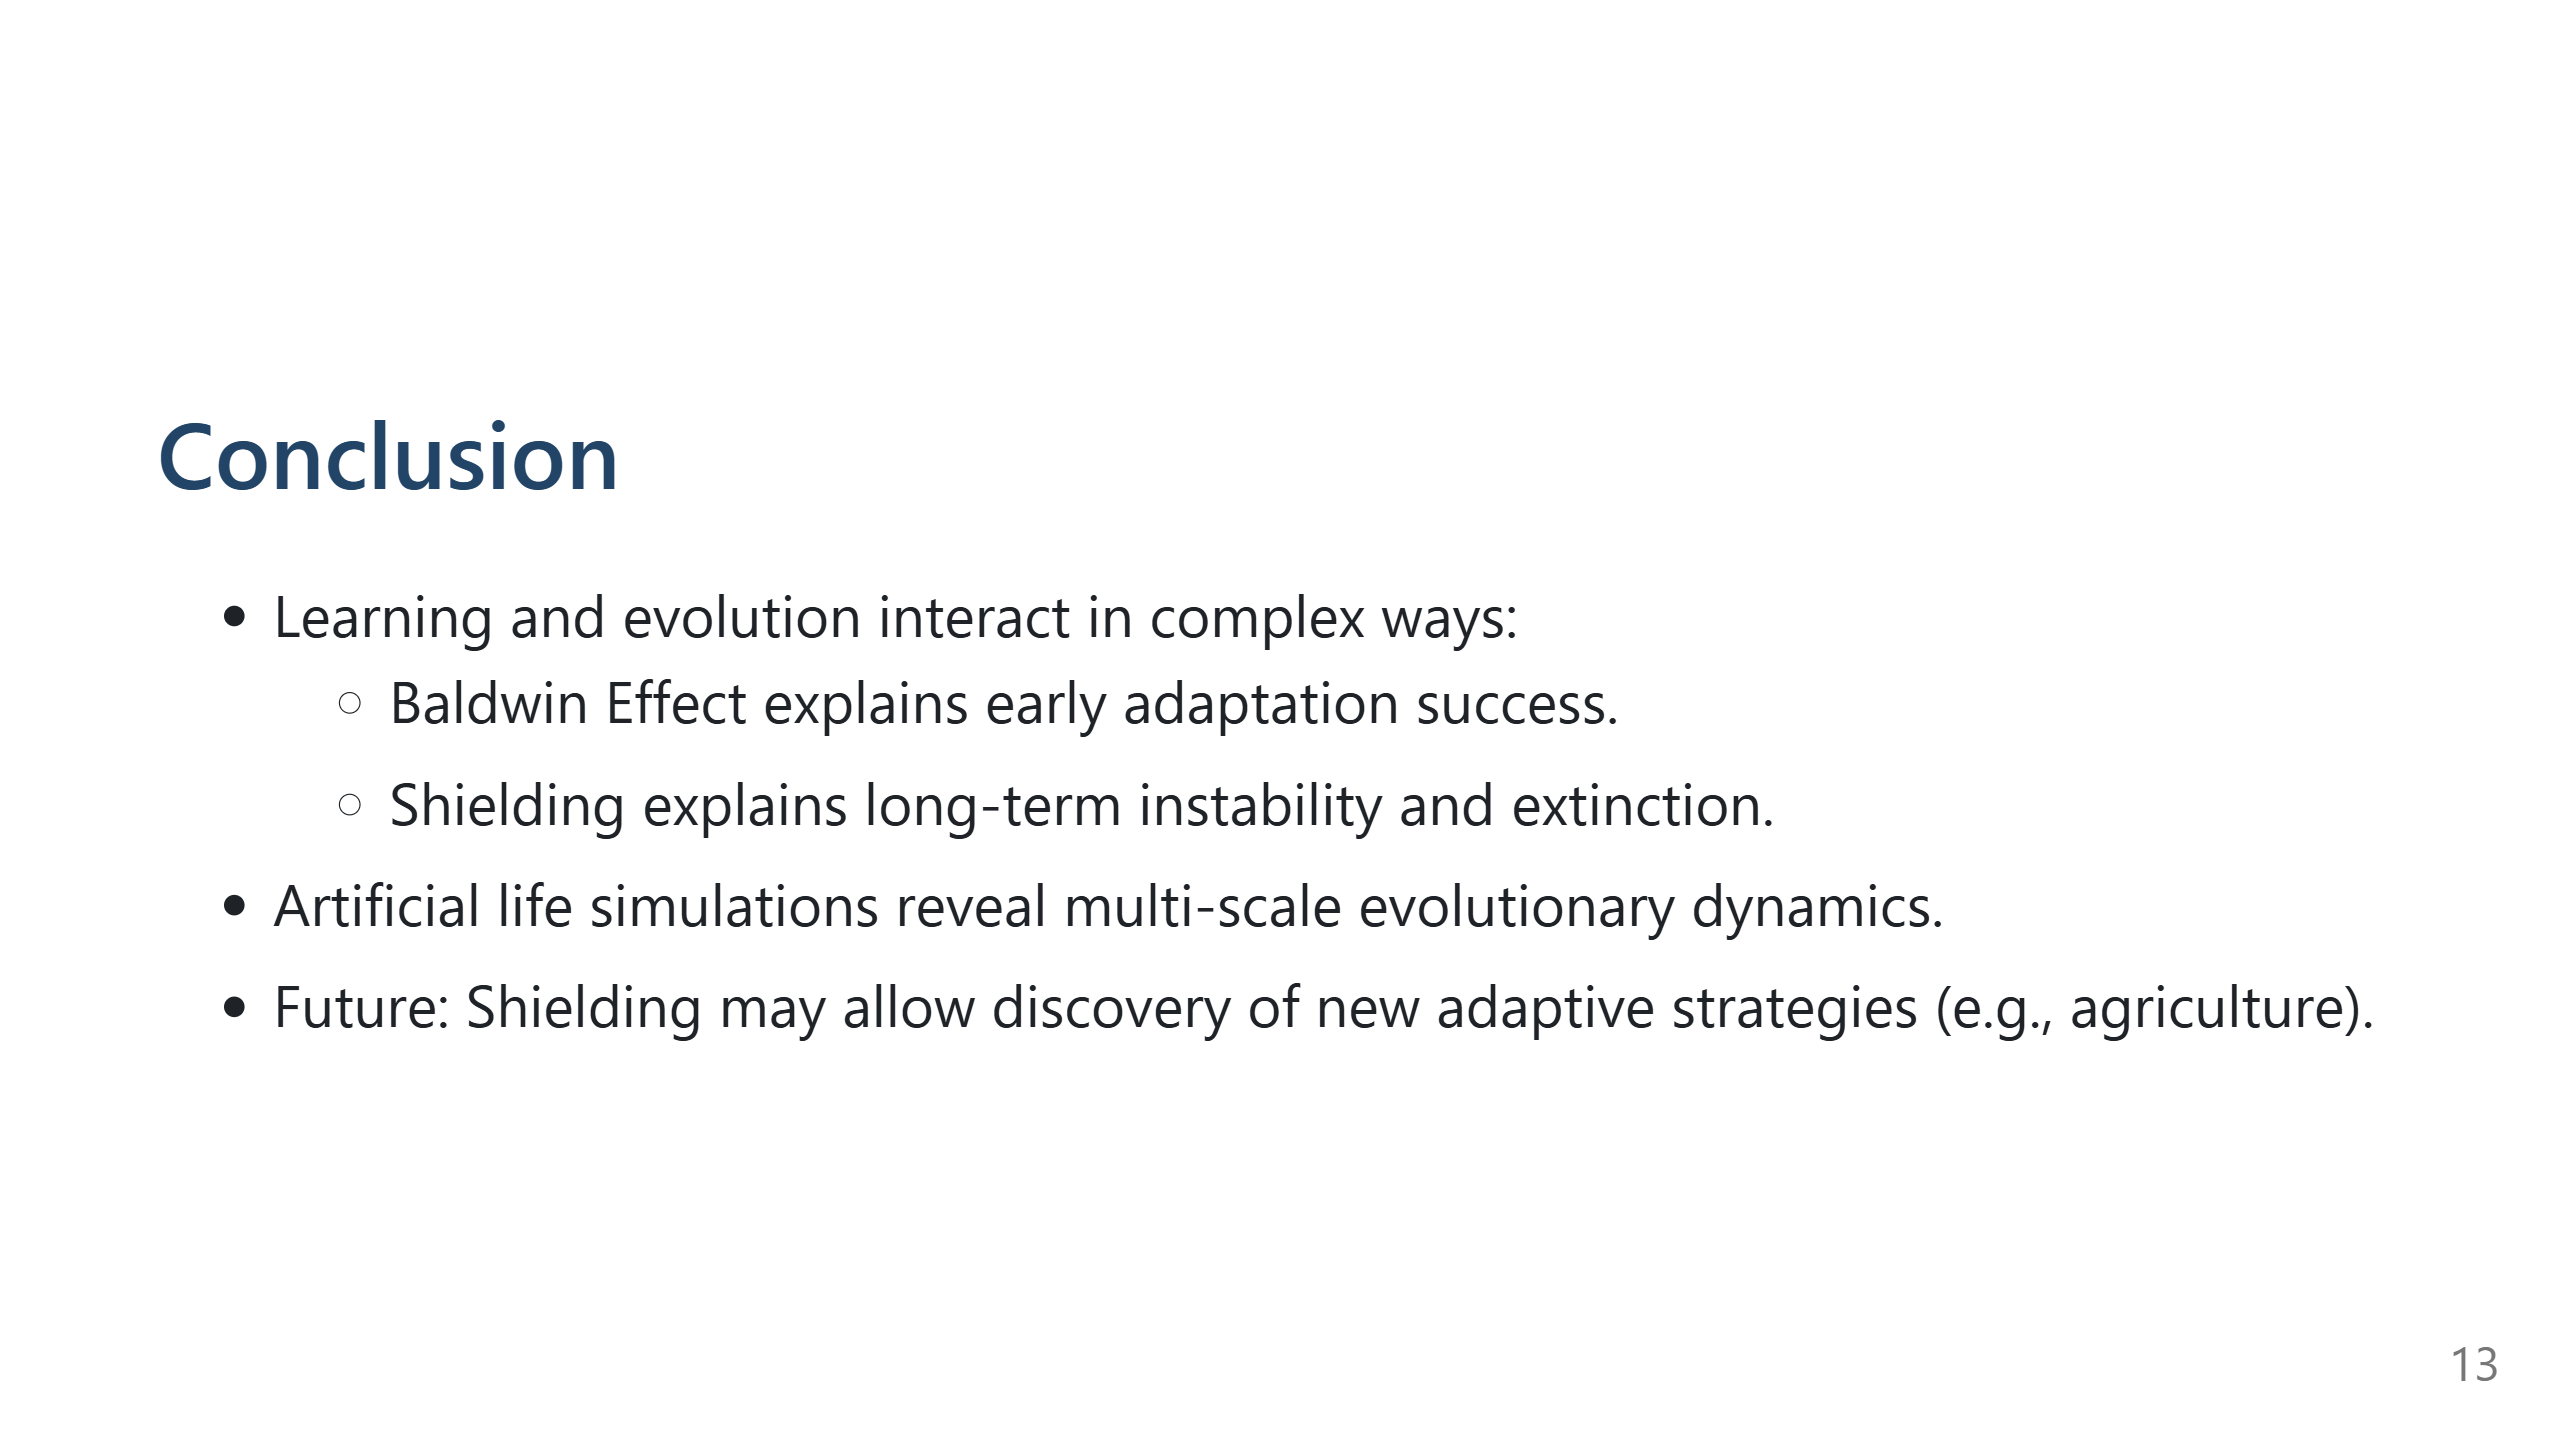 Conclusion
• Learning and evolution interact in complex ways:
○ Baldwin Effect explains early adaptation success.
○ Shielding explains long-term instability and extinction.
• Artificial life simulations reveal multi-scale evolutionary dynamics.
• Future: Shielding may allow discovery of new adaptive strategies (e.g., agriculture).
13